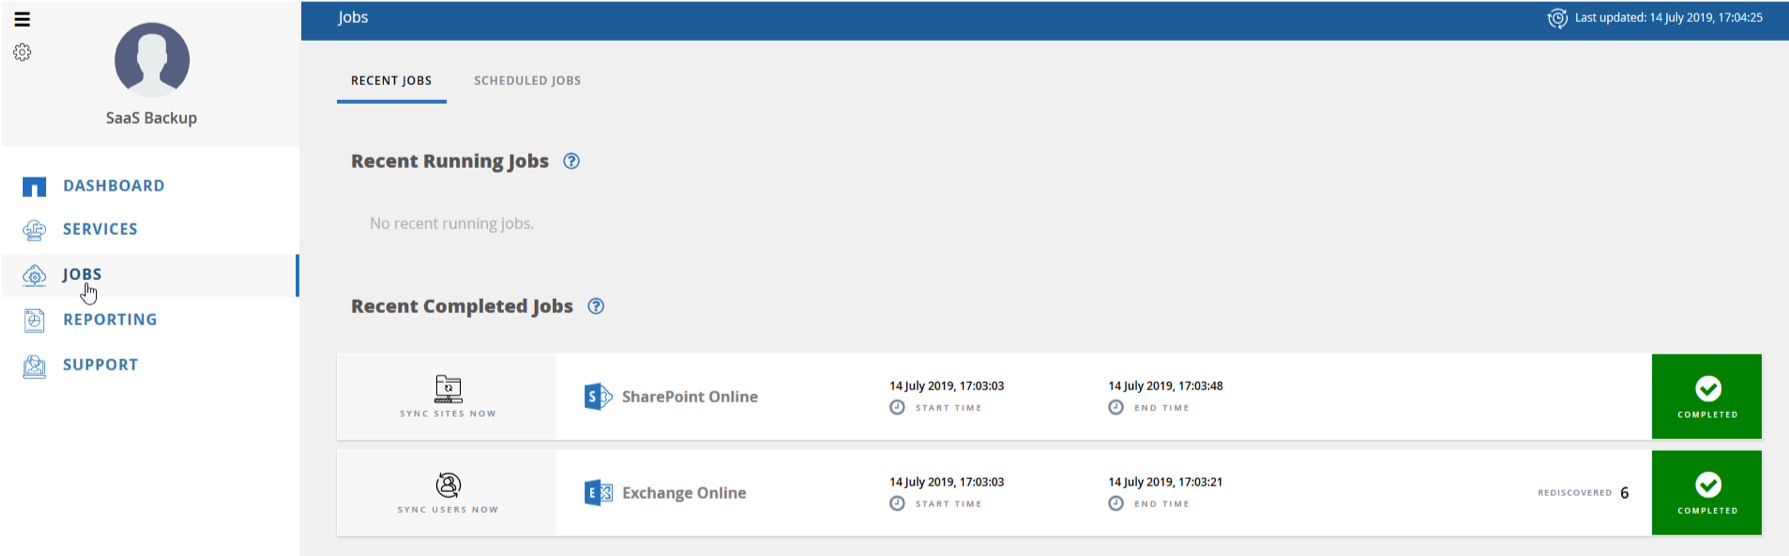 Jobs
Last updated: 14 July 2019, 17:04:25
SaaS Backup
DASHBOARD
SERVICES
JOBS
REPORTING
SUPPORT
RECENT JOBS
SCHEDULED JOBS
Recent Running Jobs ?
No recent running jobs.
Recent Completed Jobs ?
SYNC SITES NOW
S
SharePoint Online
14 July 2019, 17:03:03
START TIME
14 July 2019, 17:03:48
END TIME
COMPLETED
SYNC USERS NOW
E
Exchange Online
14 July 2019, 17:03:03
START TIME
14 July 2019, 17:03:21
END TIME
REDISCOVERED 6
COMPLETED